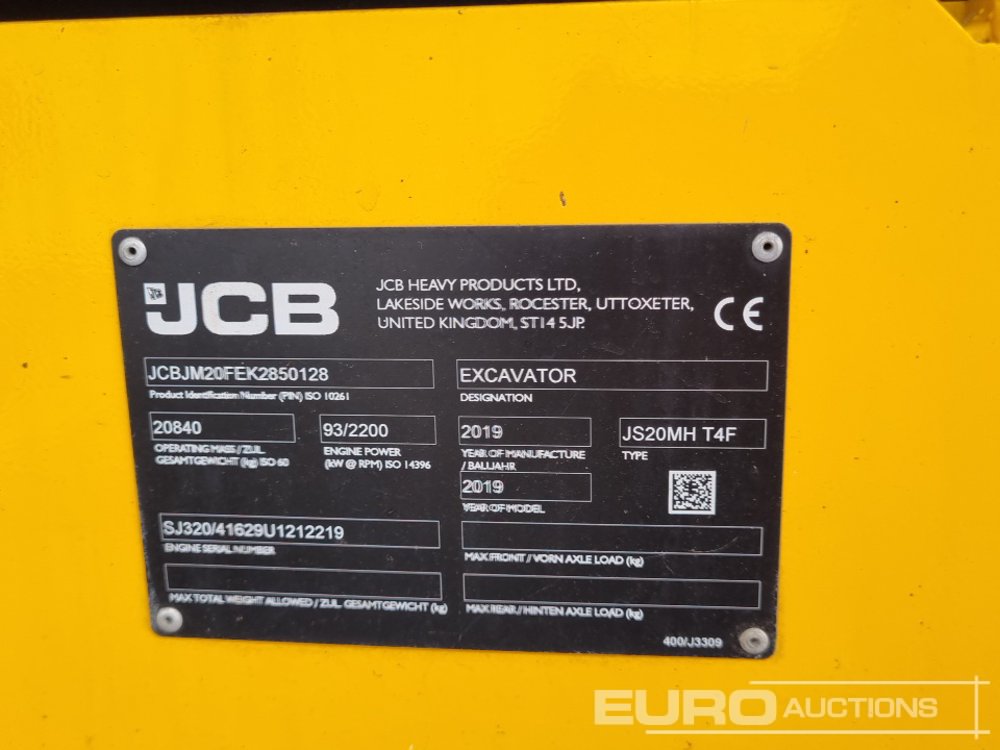 JCB
JCB HEAVY PRODUCTS LTD,
LAKESIDE WORKS, ROCESTER, UTTOXETER,
UNITED KINGDOM, ST14 5JP.
CE
JCBJM20FEK2850128
Product Identification Number (PIN) ISO 10261
EXCAVATOR
DESIGNATION
20840
OPERATING MASS / ZUL.
GESAMTGEWICHT (kg) ISO 60
93/2200
ENGINE POWER
(kW @ RPM) ISO 14396
2019
YEAR OF MANUFACTURE
/ BAUJAHR
JS20MH T4F
TYPE
2019
YEAR OF MODEL
SJ320/41629U1212219
ENGINE SERIAL NUMBER
MAX FRONT / VORN AXLE LOAD (kg)
MAX TOTAL WEIGHT ALLOWED / ZUL. GESAMTGEWICHT (kg)
MAX REAR / HINTEN AXLE LOAD (kg)
400/J3309
EURO AUCTIONS